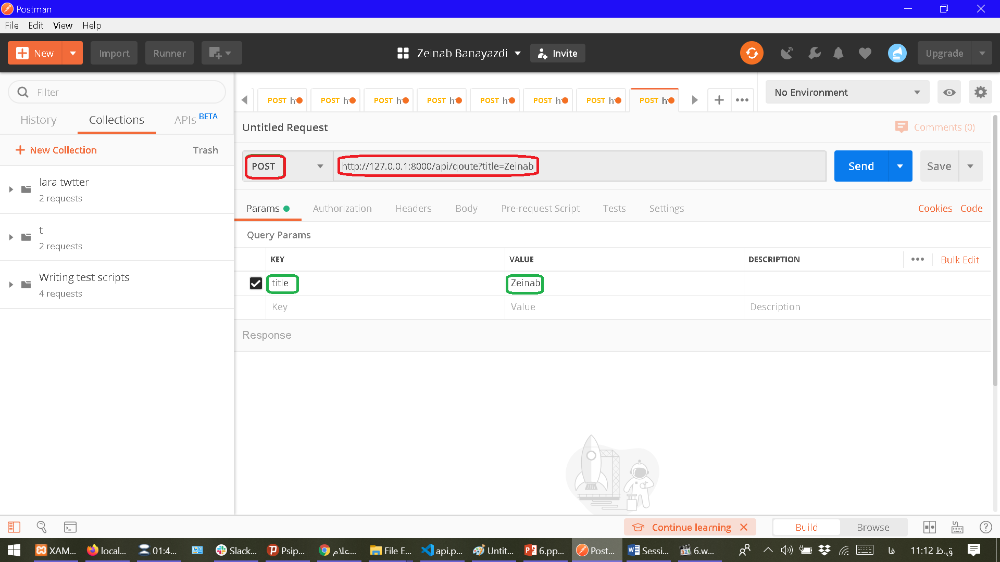 Postman
File Edit View Help
New Import Runner Zeinab Banayazdi Invite Upgrade
Filter
History Collections APIs BETA
New Collection Trash
lara twtter
2 requests
t
2 requests
Writing test scripts
4 requests
POST h POST h POST h POST h POST h POST h POST h POST h
No Environment
Untitled Request Comments (0)
POST http://127.0.0.1:8000/api/qoute?title=Zeinab Send Save
Params Authorization Headers Body Pre-request Script Tests Settings Cookies Code
Query Params
KEY VALUE DESCRIPTION Bulk Edit
title Zeinab
Key Value Description
Response
Continue learning Build Browse
XAM... local... 01:4... Slack... Psip... علام... File E... api.p... Untit... 6.pp... Post... Sessi... 6.w... فا 11:12 ق.ظ